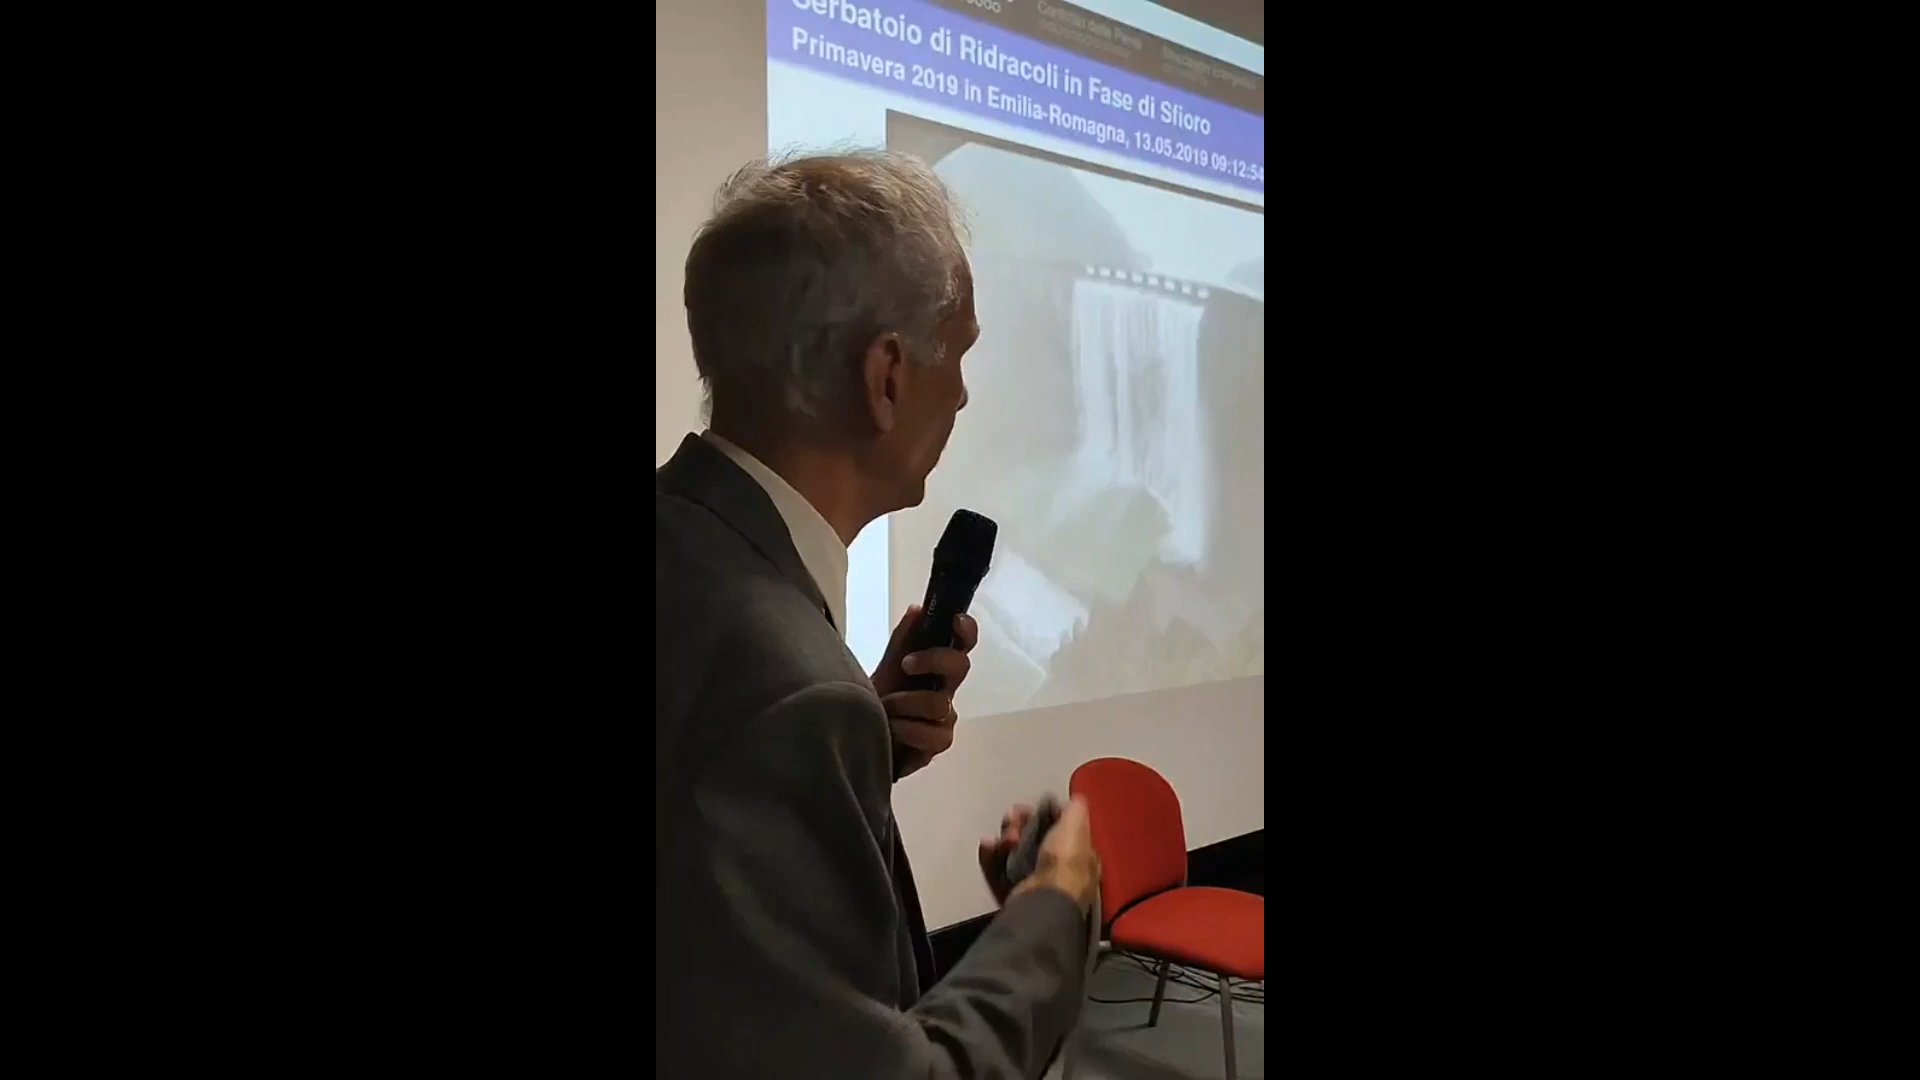 Serbatoio di Ridracoli in Fase di Sfioro
Primavera 2019 in Emilia-Romagna, 13.05.2019 09:12:54